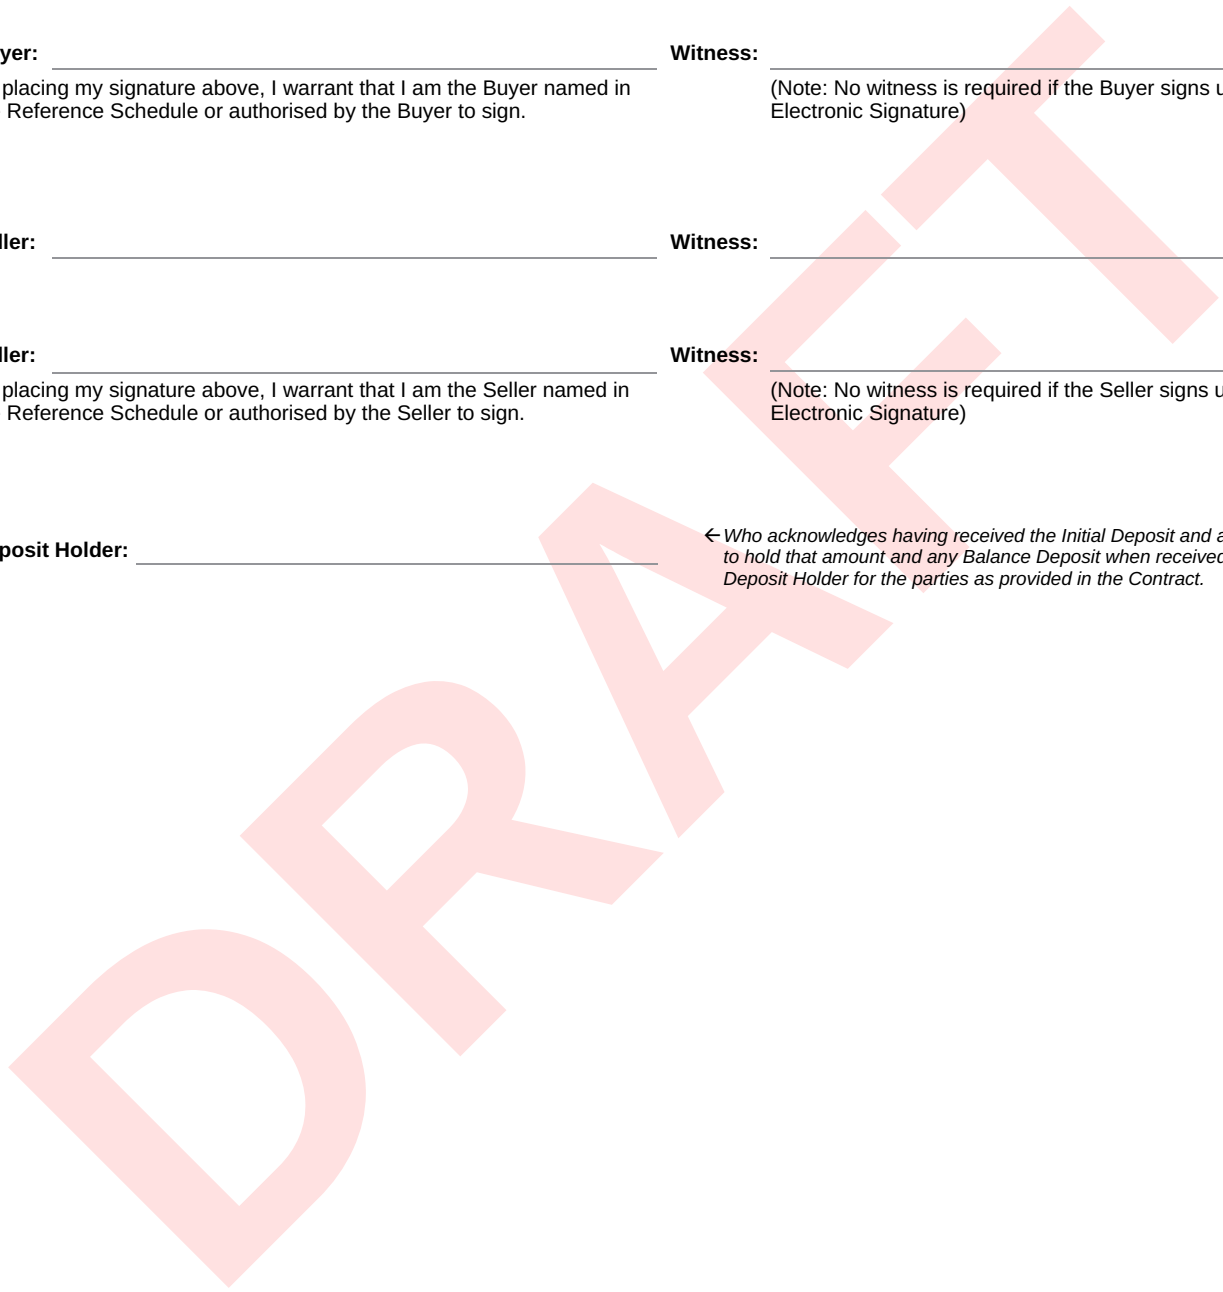 yer: Witness:
placing my signature above, I warrant that I am the Buyer named in (Note: No witness is required if the Buyer signs u
Reference Schedule or authorised by the Buyer to sign. Electronic Signature)
ller: Witness:
ller: Witness:
placing my signature above, I warrant that I am the Seller named in (Note: No witness is required if the Seller signs u
Reference Schedule or authorised by the Seller to sign. Electronic Signature)
posit Holder:
← Who acknowledges having received the Initial Deposit and a
to hold that amount and any Balance Deposit when received
Deposit Holder for the parties as provided in the Contract.
DRAFT